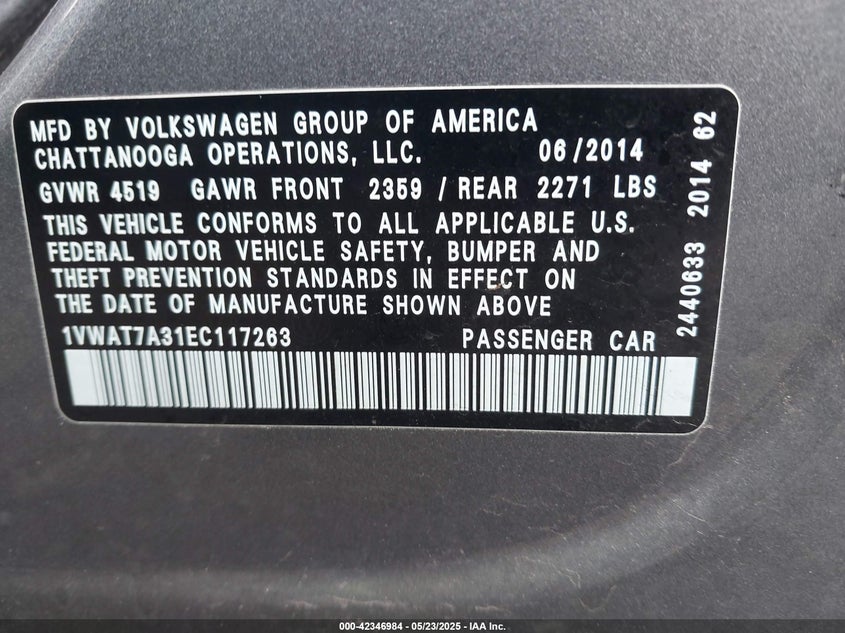 MFD BY VOLKSWAGEN GROUP OF AMERICA
CHATTANOOGA OPERATIONS, LLC. 06/2014
GVWR 4519 GAWR FRONT 2359 / REAR 2271 LBS
THIS VEHICLE CONFORMS TO ALL APPLICABLE U.S.
FEDERAL MOTOR VEHICLE SAFETY, BUMPER AND
THEFT PREVENTION STANDARDS IN EFFECT ON
THE DATE OF MANUFACTURE SHOWN ABOVE
1VWAT7A31EC117263 PASSENGER CAR
2440633 2014 62
000-42346984 - 05/23/2025 - IAA Inc.